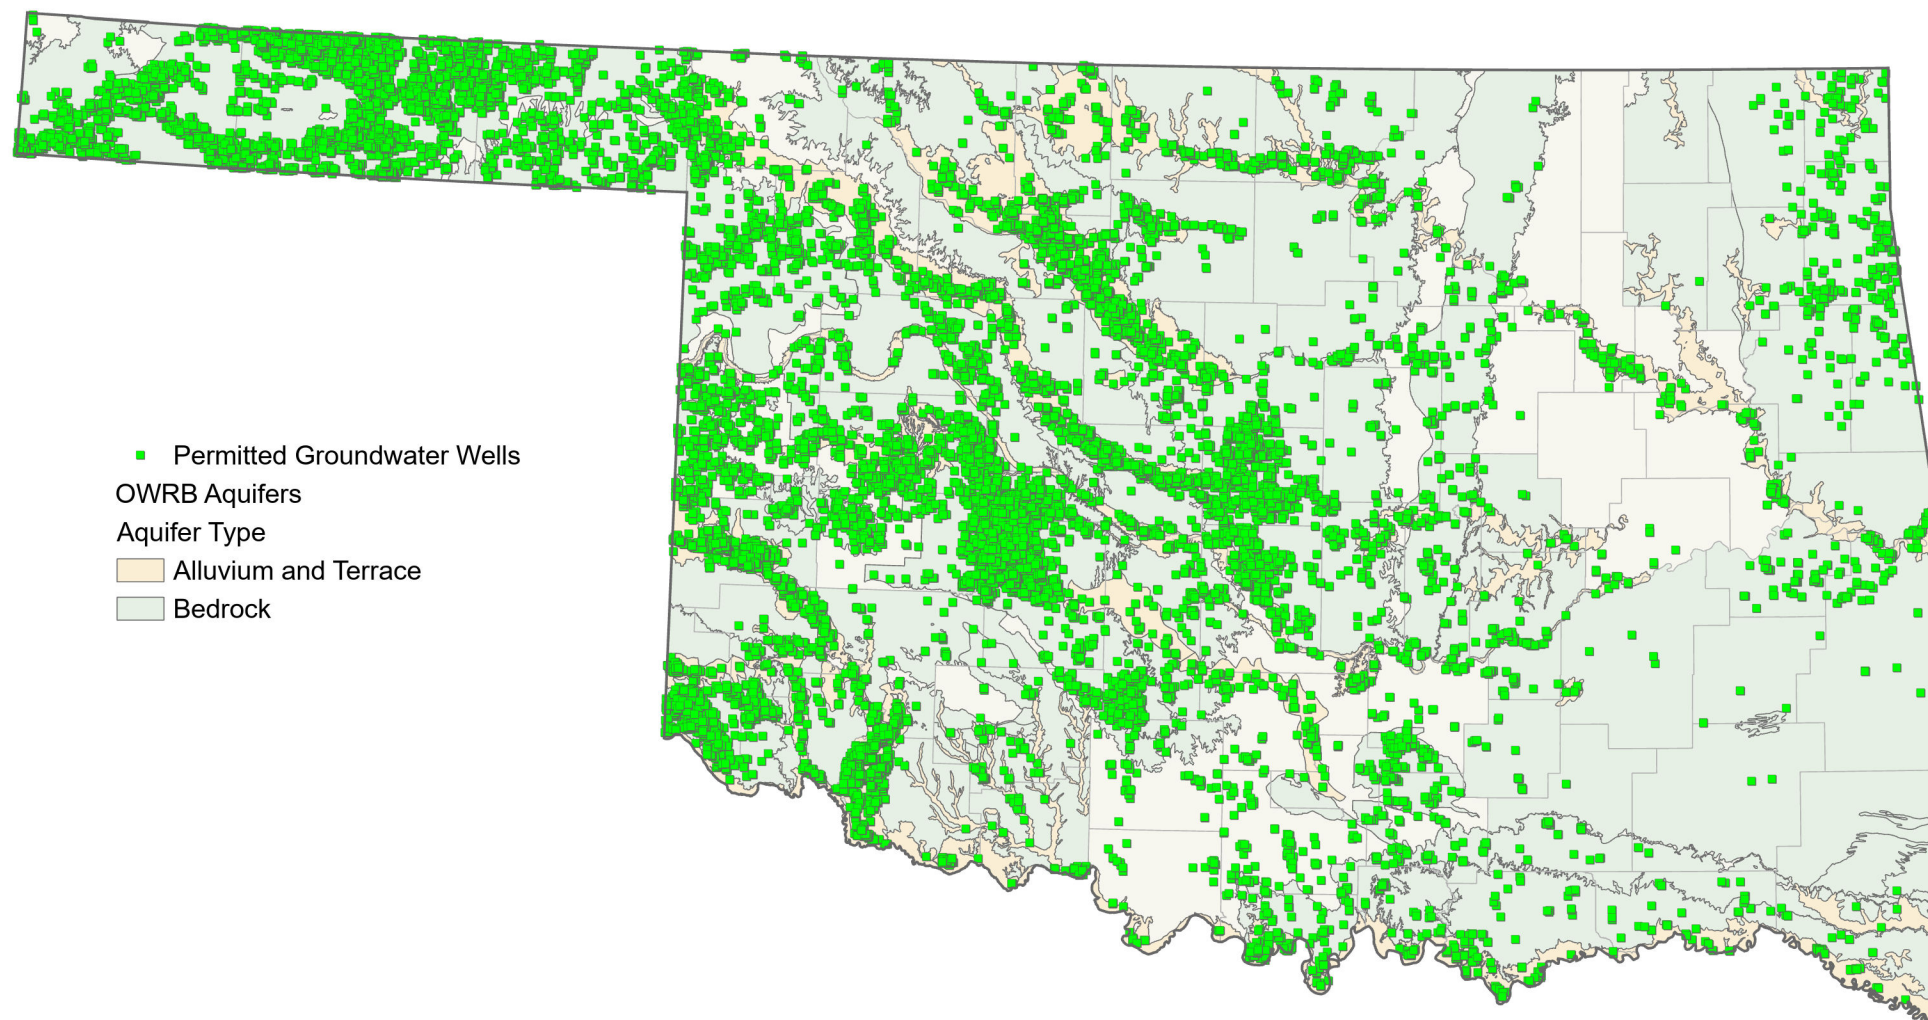 Permitted Groundwater Wells
OWRB Aquifers
Aquifer Type
Alluvium and Terrace
Bedrock